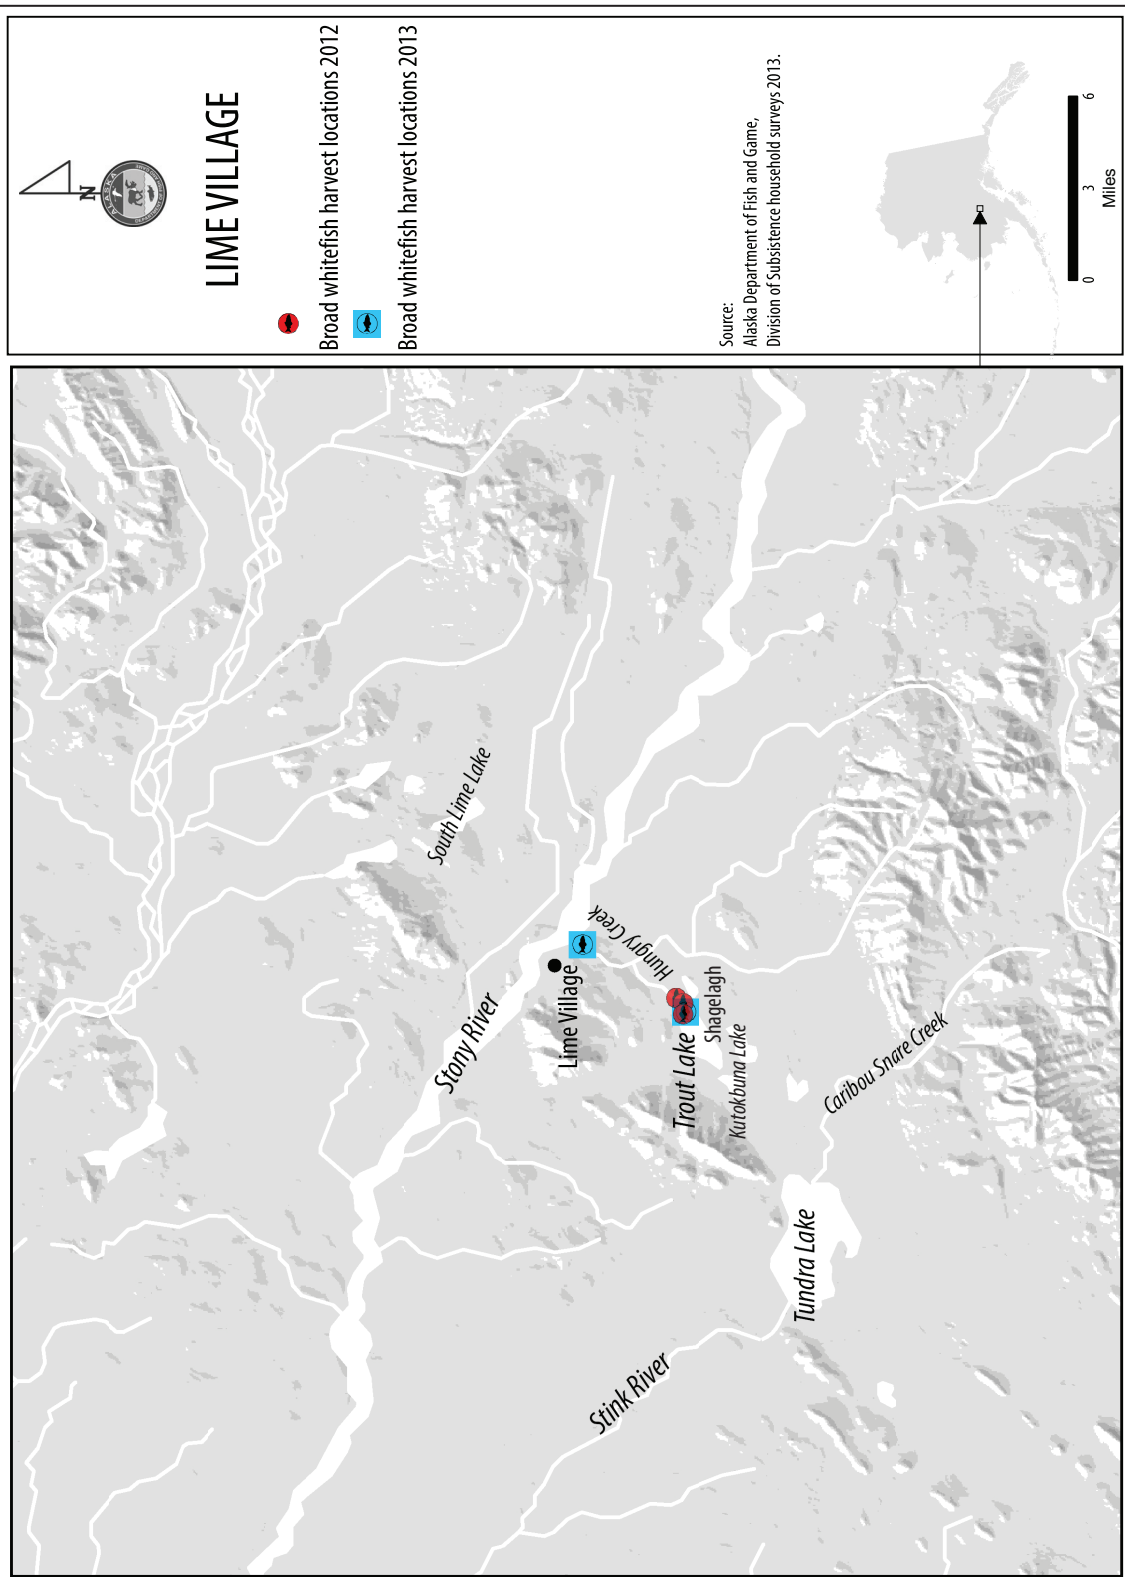 N
ALASKA
LIME VILLAGE
Broad whitefish harvest locations 2012
Broad whitefish harvest locations 2013
Source:
Alaska Department of Fish and Game,
Division of Subsistence household surveys 2013.
0 3 6
Miles
South Lime Lake
Stony River
Lime Village
Hungry Creek
Trout Lake
Shagelagh
Kutokbuna Lake
Caribou Snare Creek
Tundra Lake
Stink River